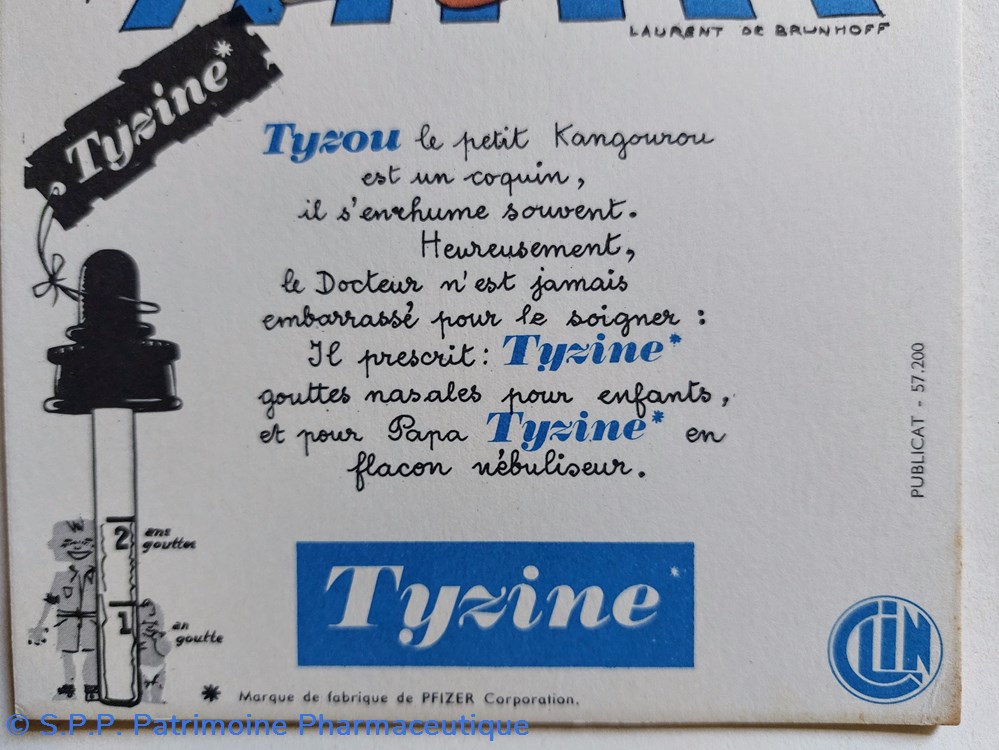 LAURENT DE BRUNHOFF
Tyzine*
Tyzou le petit Kangourou
est un coquin,
il s'enrhume souvent.
Heureusement,
le Docteur n'est jamais
embarrassé pour le soigner :
Il prescrit : Tyzine*
gouttes nasales pour enfants,
et pour Papa Tyzine* en
flacon nébuliseur.
PUBLICAT - 57.200
2 ans
gouttes
1 an
goutte
Tyzine*
CLIN
* Marque de fabrique de PFIZER Corporation.
© S.P.P. Patrimoine Pharmaceutique